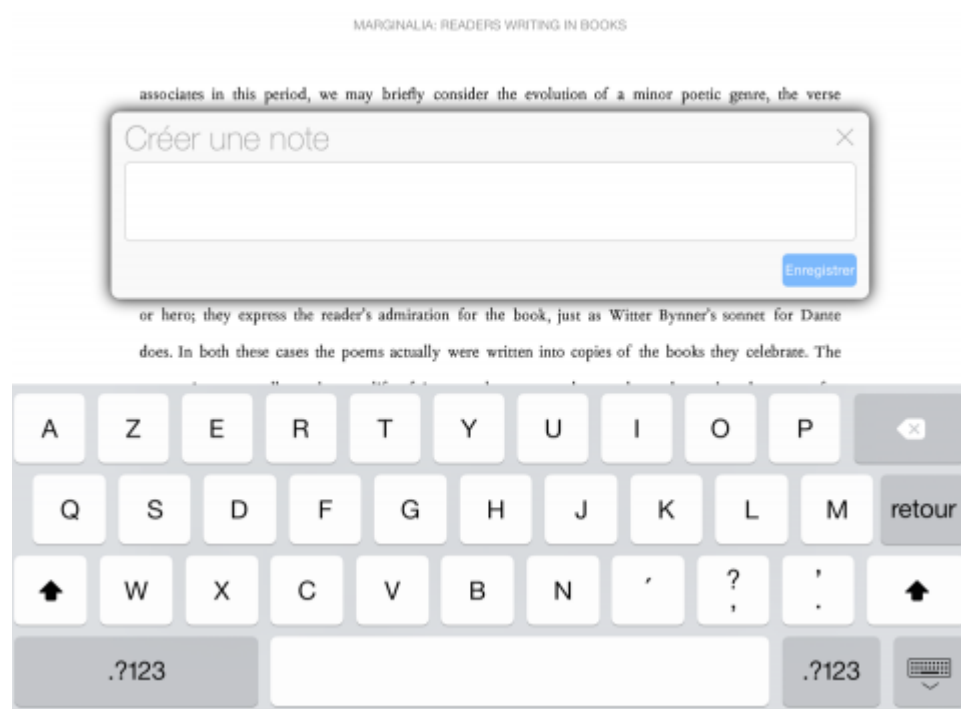 MARGINALIA: READERS WRITING IN BOOKS
associates in this period, we may briefly consider the evolution of a minor poetic genre, the verse
Créer une note
Enregistrer
or hero; they express the reader's admiration for the book, just as Witter Bynner's sonnet for Dante
does. In both these cases the poems actually were written into copies of the books they celebrate. The
A Z E R T Y U I O P
Q S D F G H J K L M retour
W X C V B N ´ ? ,  ' .
.?123 .?123